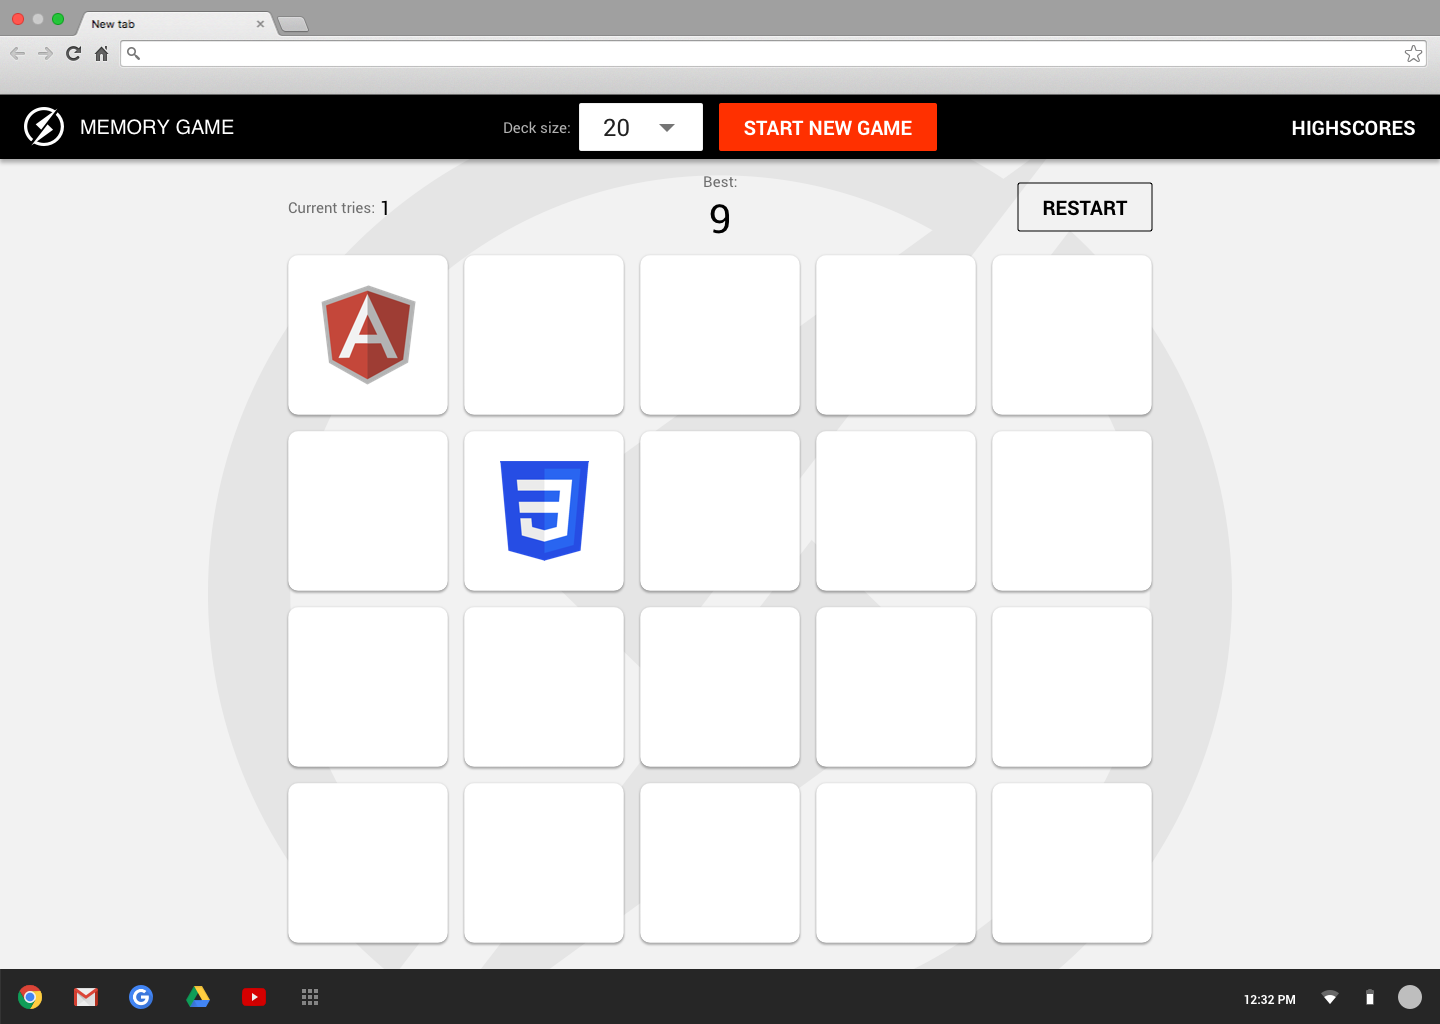 New tab
MEMORY GAME
Deck size: 20
START NEW GAME
HIGHSCORES
Current tries: 1
Best:
9
RESTART
A
3
12:32 PM